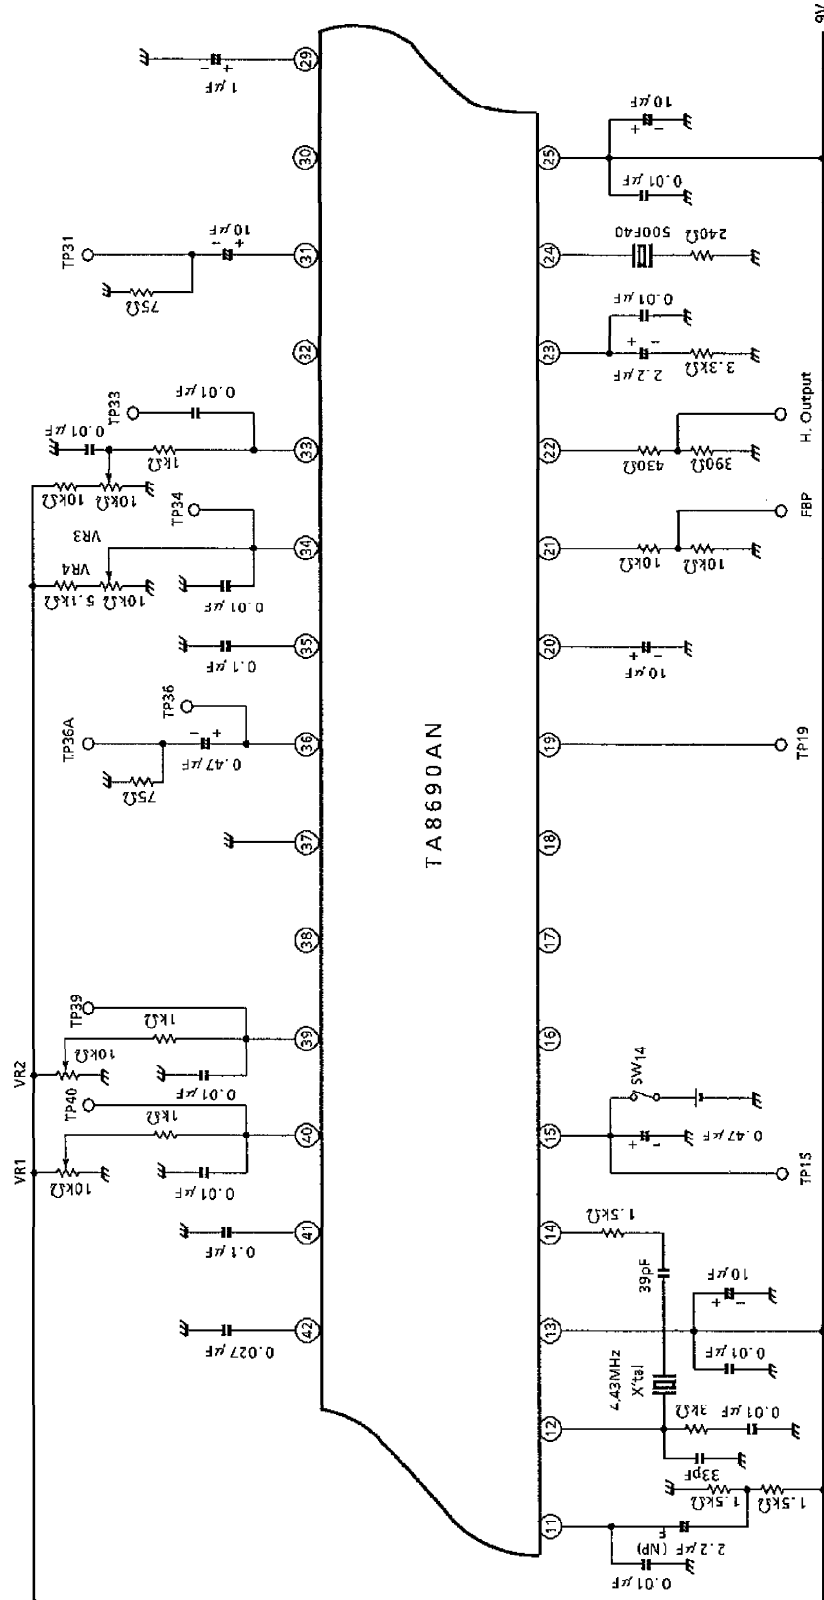 9V
29
1μF
30
31
10μF
TP31
75Ω
32
33
0.01μF
TP33
0.01μF
1kΩ
10kΩ
10kΩ
VR3
34
TP34
0.01μF
VR4
5.1kΩ
10kΩ
35
0.1μF
36
TP36
TP36A
0.47μF
75Ω
37
38
39
TP39
1kΩ
10kΩ
0.01μF
VR2
40
TP40
1kΩ
10kΩ
0.01μF
VR1
41
0.1μF
42
0.027μF
TA8690AN
25
10μF
0.01μF
24
500F40
240Ω
23
0.01μF
2.2μF
3.3kΩ
22
430Ω
390Ω
H. Output
21
10kΩ
10kΩ
FBP
20
10μF
19
TP19
18
17
16
15
SW14
0.47μF
TP15
14
1.5kΩ
39pF
13
10μF
0.01μF
4.43MHz
X'tal
12
3kΩ
0.01μF
33pF
11
1.5kΩ
1.5kΩ
2.2μF (NP)
0.01μF